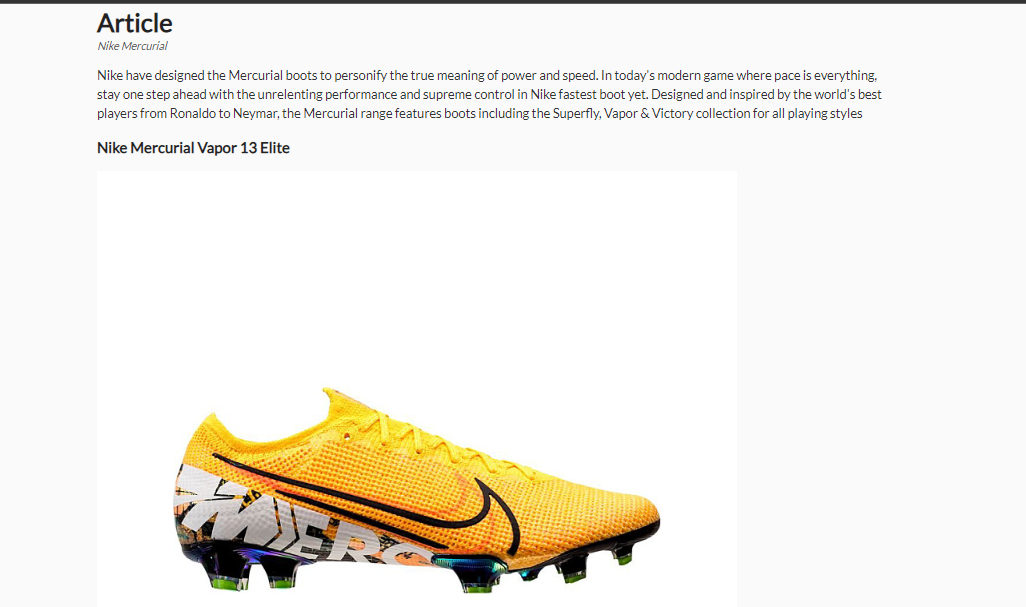 Article
Nike Mercurial
Nike have designed the Mercurial boots to personify the true meaning of power and speed. In today's modern game where pace is everything,
stay one step ahead with the unrelenting performance and supreme control in Nike fastest boot yet. Designed and inspired by the world's best
players from Ronaldo to Neymar, the Mercurial range features boots including the Superfly, Vapor & Victory collection for all playing styles
Nike Mercurial Vapor 13 Elite
MERC